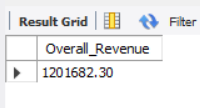 Result Grid Filter
Overall_Revenue
1201682.30